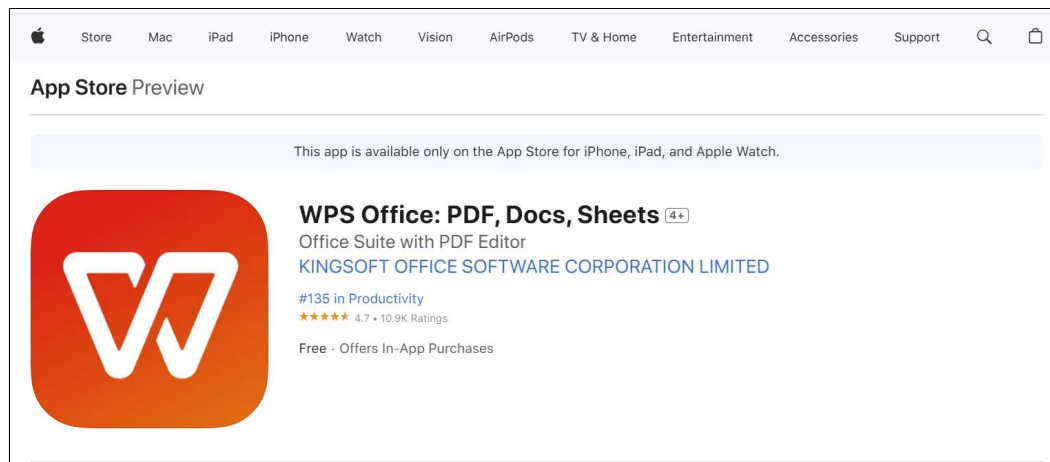 Store Mac iPad iPhone Watch Vision AirPods TV & Home Entertainment Accessories Support
App Store Preview
This app is available only on the App Store for iPhone, iPad, and Apple Watch.
WPS Office: PDF, Docs, Sheets 4+
Office Suite with PDF Editor
KINGSOFT OFFICE SOFTWARE CORPORATION LIMITED
#135 in Productivity
4.7 • 10.9K Ratings
Free · Offers In-App Purchases